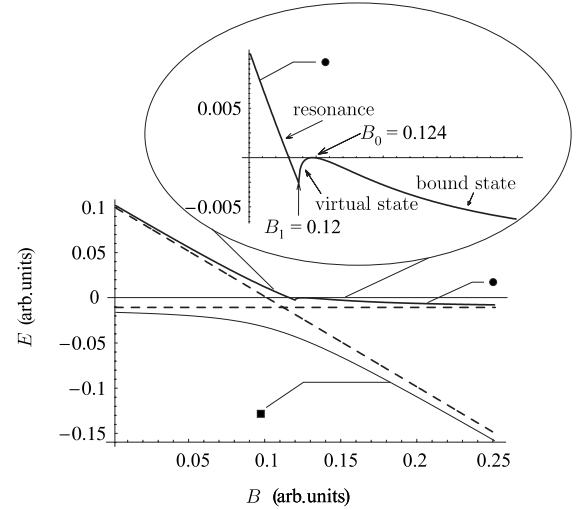 0.005
resonance
B₀ = 0.124
bound state
−0.005
virtual state
B₁ = 0.12
0.1
0.05
0
−0.05
−0.1
−0.15
E (arb.units)
0.05 0.1 0.15 0.2 0.25
B (arb.units)